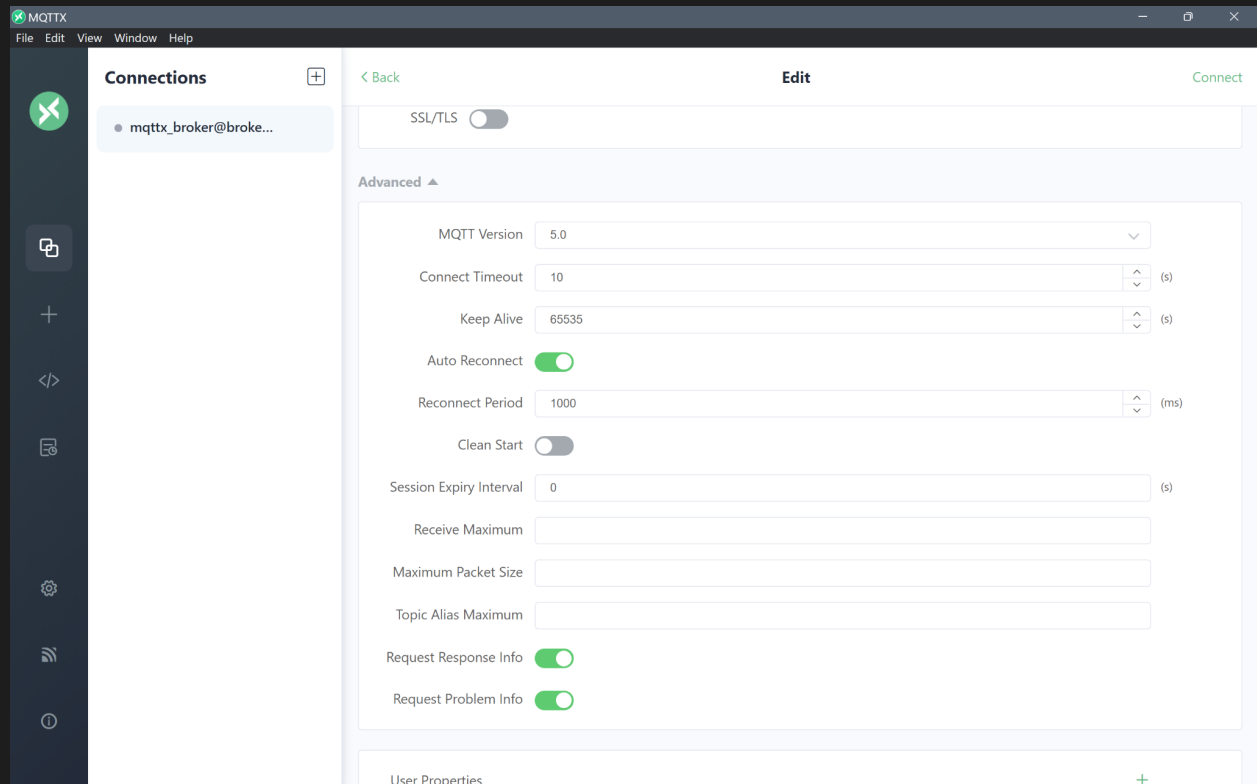 MQTTX
File Edit View Window Help
Connections
Back
Edit
Connect
mqttx_broker@broke...
SSL/TLS
Advanced
MQTT Version 5.0
Connect Timeout 10 (s)
Keep Alive 65535 (s)
Auto Reconnect
Reconnect Period 1000 (ms)
Clean Start
Session Expiry Interval 0 (s)
Receive Maximum
Maximum Packet Size
Topic Alias Maximum
Request Response Info
Request Problem Info
User Properties